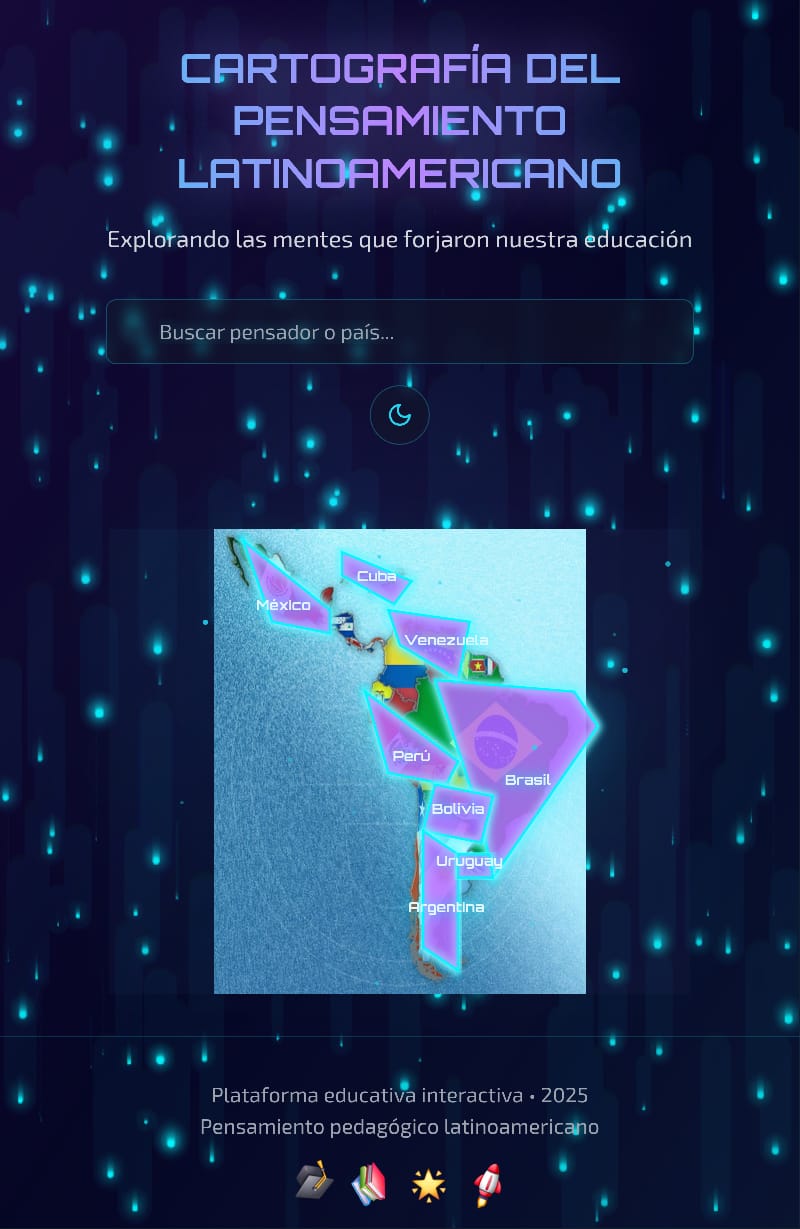 CARTOGRAFÍA DEL
PENSAMIENTO
LATINOAMERICANO
Explorando las mentes que forjaron nuestra educación
Buscar pensador o país...
Cuba
México
Venezuela
Perú
Brasil
Bolivia
Uruguay
Argentina
Plataforma educativa interactiva • 2025
Pensamiento pedagógico latinoamericano